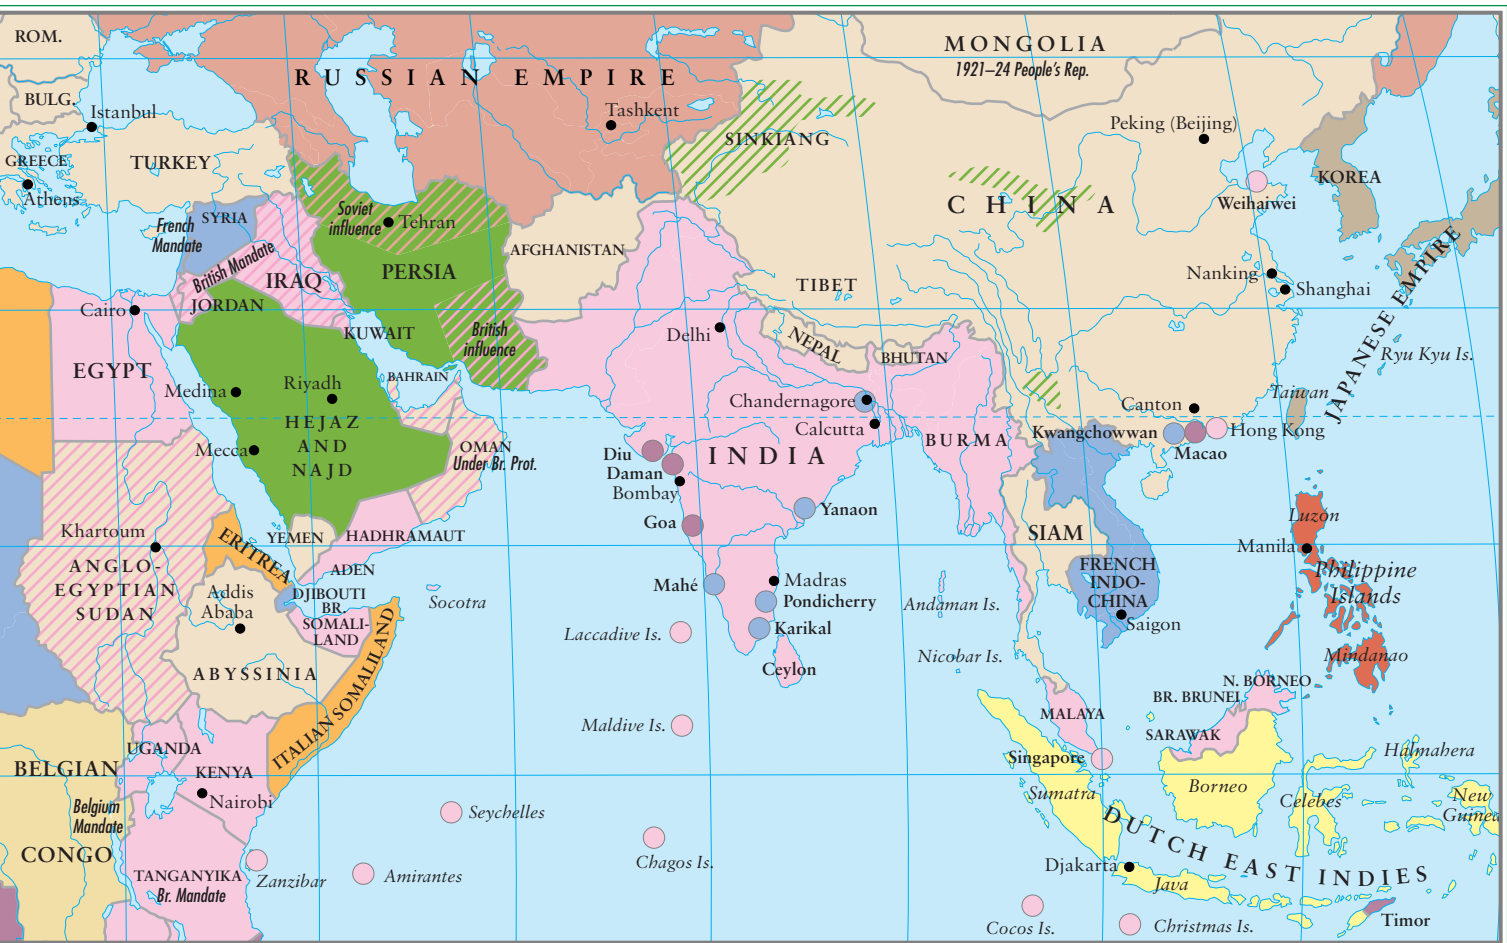 ROM.
MONGOLIA
1921–24 People's Rep.
RUSSIAN EMPIRE
BULG.
Istanbul
Tashkent
Peking (Beijing)
SINKIANG
GREECE
TURKEY
Athens
KOREA
CHINA
Weihaiwei
SYRIA
French
Mandate
Soviet
influence
Tehran
AFGHANISTAN
British Mandate
IRAQ
PERSIA
TIBET
Nanking
Shanghai
JAPANESE EMPIRE
JORDAN
Cairo
KUWAIT
British
influence
Delhi
NEPAL
BHUTAN
Ryu Kyu Is.
EGYPT
BAHRAIN
Medina
Riyadh
HEJAZ
AND
NAJD
Mecca
Chandernagore
Calcutta
Taiwan
Canton
Kwangchowwan
Hong Kong
Macao
OMAN
Under Br. Prot.
Diu
Daman
Bombay
INDIA
BURMA
Goa
Yanaon
Khartoum
ANGLO-
EGYPTIAN
SUDAN
ERITREA
YEMEN
HADHRAMAUT
ADEN
SIAM
Luzon
Manila
Philippine
Islands
FRENCH
INDO-
CHINA
Saigon
Addis
Ababa
DJIBOUTI
BR.
SOMALI-
LAND
Socotra
Mahé
Madras
Pondicherry
Karikal
Laccadive Is.
Andaman Is.
Nicobar Is.
Ceylon
Mindanao
ABYSSINIA
ITALIAN SOMALILAND
N. BORNEO
BR. BRUNEI
MALAYA
SARAWAK
Maldive Is.
Singapore
Halmahera
UGANDA
BELGIAN
CONGO
KENYA
Nairobi
Belgium
Mandate
Sumatra
Borneo
Celebes
New
Guinea
Seychelles
DUTCH EAST INDIES
Chagos Is.
Djakarta
Java
TANGANYIKA
Br. Mandate
Zanzibar
Amirantes
Cocos Is.
Christmas Is.
Timor